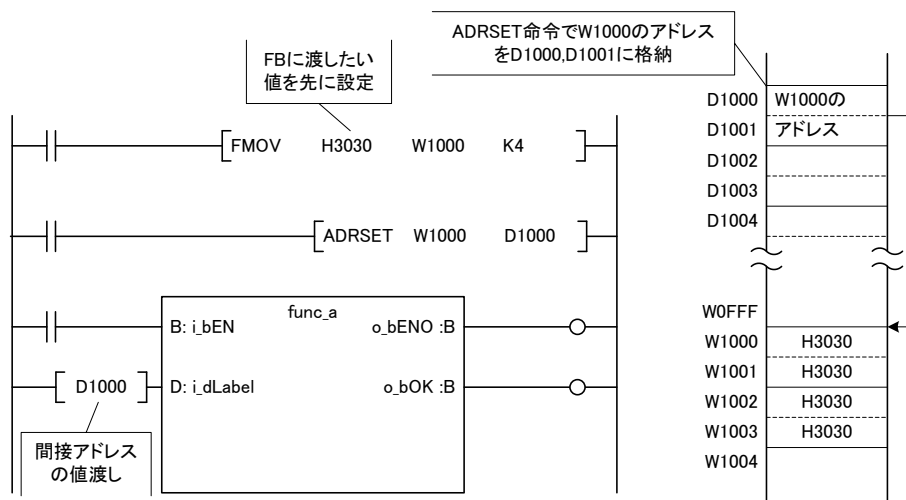 ADRSET命令でW1000のアドレス
をD1000,D1001に格納
FBに渡したい
値を先に設定
FMOV H3030 W1000 K4
ADRSET W1000 D1000
func_a
B: i_bEN o_bENO :B
D1000 D: i_dLabel o_bOK :B
間接アドレス
の値渡し
D1000 W1000の
D1001 アドレス
D1002
D1003
D1004
W0FFF
W1000 H3030
W1001 H3030
W1002 H3030
W1003 H3030
W1004